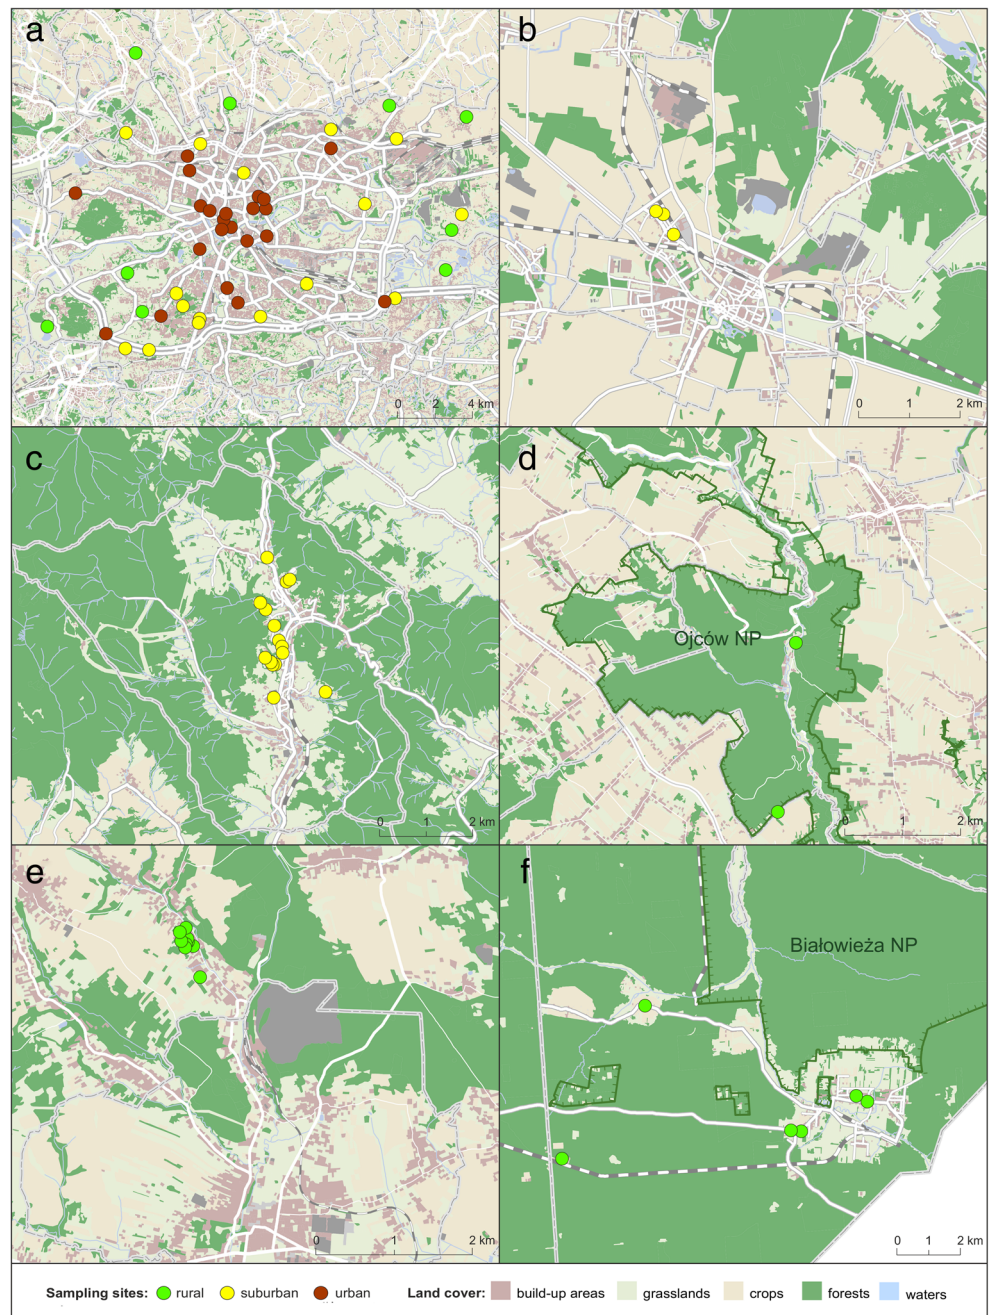 a
b
0 2 4 km
0 1 2 km
c
d
Ojców NP
0 1 2 km
0 1 2 km
e
f
Białowieża NP
0 1 2 km
0 1 2 km
Sampling sites: rural suburban urban Land cover: build-up areas grasslands crops forests waters